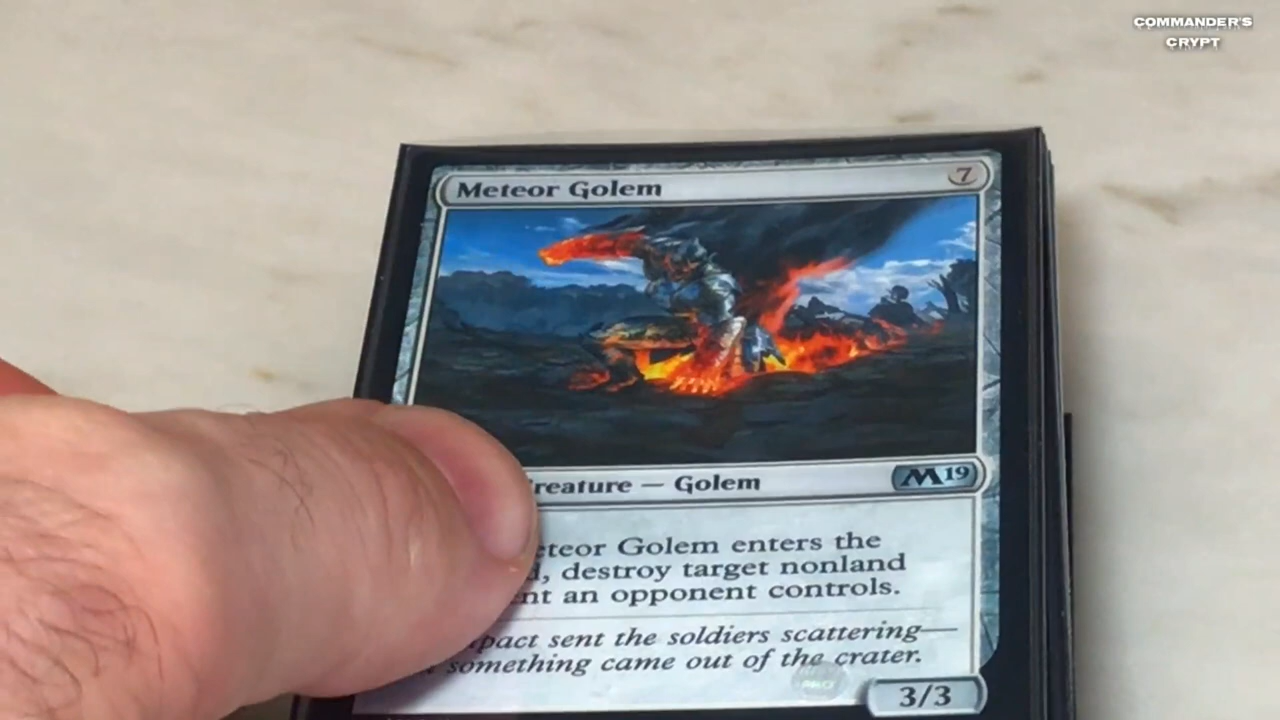 COMMANDER'S
CRYPT
Meteor Golem
7
Creature — Golem
M19
eteor Golem enters the
d, destroy target nonland
nt an opponent controls.
pact sent the soldiers scattering—
something came out of the crater.
3/3